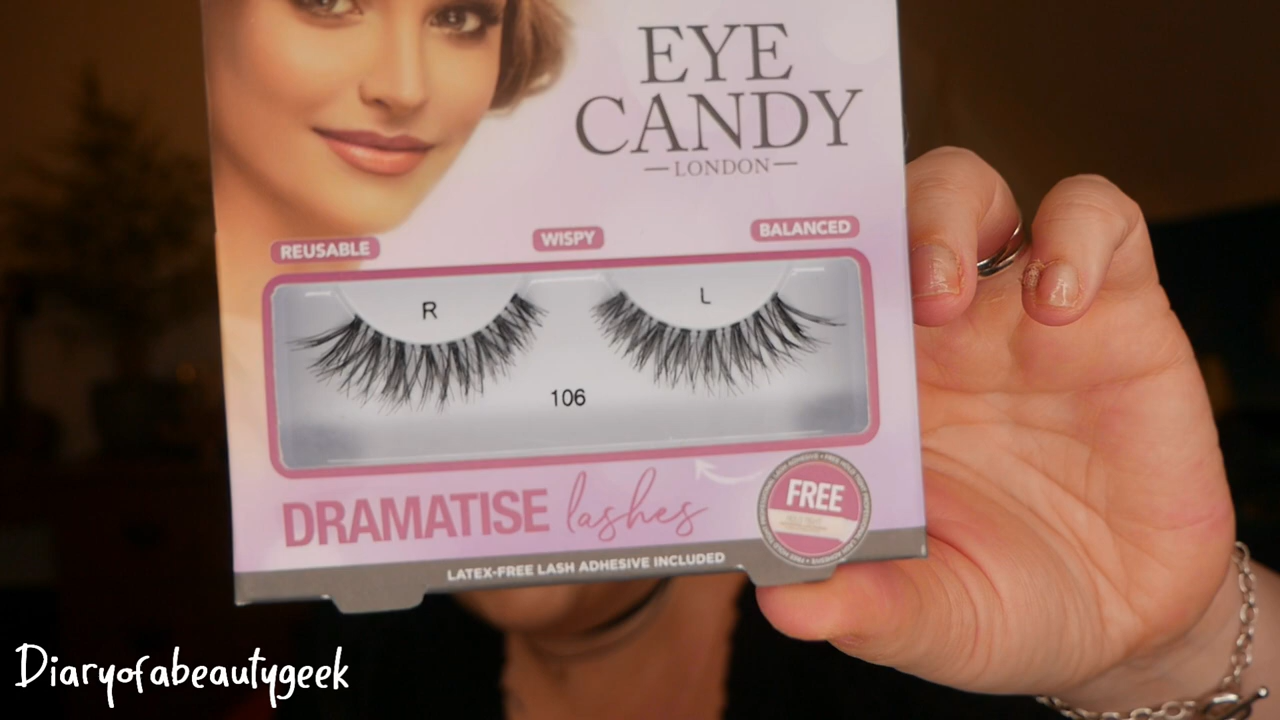 EYE
CANDY
LONDON
REUSABLE
WISPY
BALANCED
R
L
106
DRAMATISE lashes
FREE
LATEX-FREE LASH ADHESIVE INCLUDED
Diaryofabeautygeek